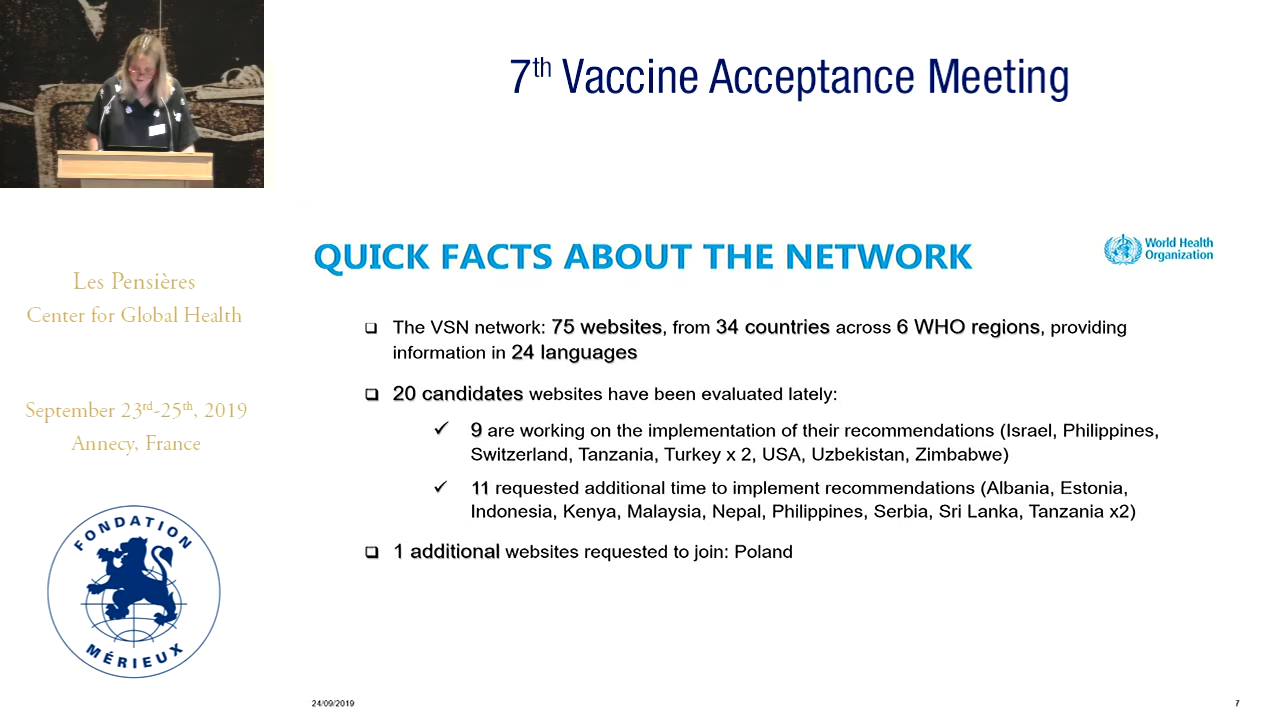 7th Vaccine Acceptance Meeting
Les Pensières
Center for Global Health
September 23rd-25th, 2019
Annecy, France
FONDATION
MÉRIEUX
QUICK FACTS ABOUT THE NETWORK
World Health
Organization
The VSN network: 75 websites, from 34 countries across 6 WHO regions, providing
information in 24 languages
20 candidates websites have been evaluated lately:
9 are working on the implementation of their recommendations (Israel, Philippines,
Switzerland, Tanzania, Turkey x 2, USA, Uzbekistan, Zimbabwe)
11 requested additional time to implement recommendations (Albania, Estonia,
Indonesia, Kenya, Malaysia, Nepal, Philippines, Serbia, Sri Lanka, Tanzania x2)
1 additional websites requested to join: Poland
24/09/2019
7